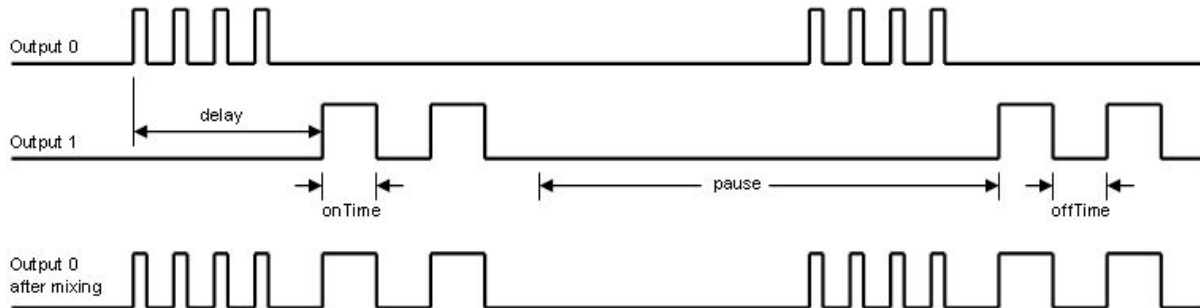 Output 0
delay
Output 1
pause
onTime
offTime
Output 0
after mixing